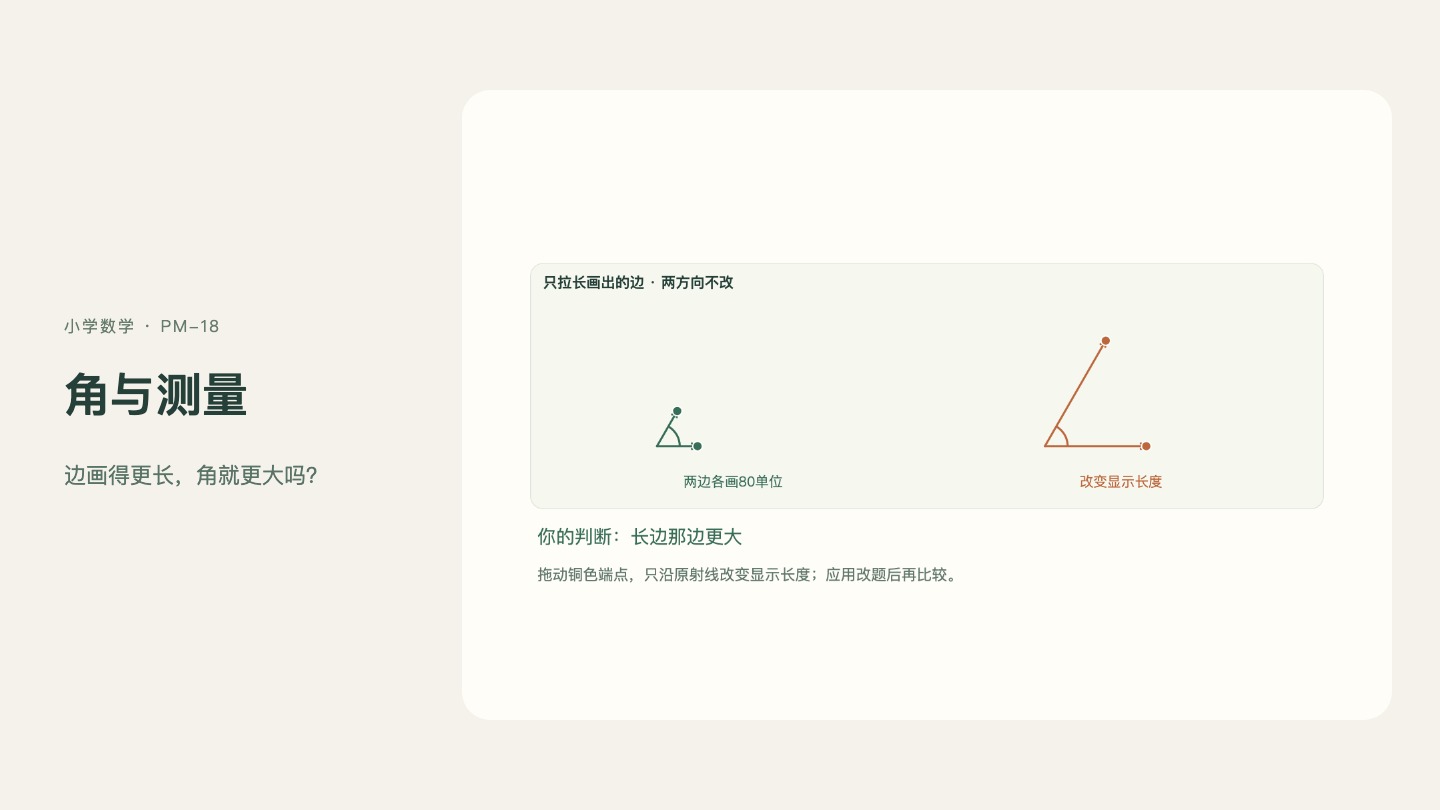 小学数学 · PM–18
角与测量
边画得更长，角就更大吗？
只拉长画出的边 · 两方向不改
两边各画80单位
改变显示长度
你的判断：长边那边更大
拖动铜色端点，只沿原射线改变显示长度；应用改题后再比较。